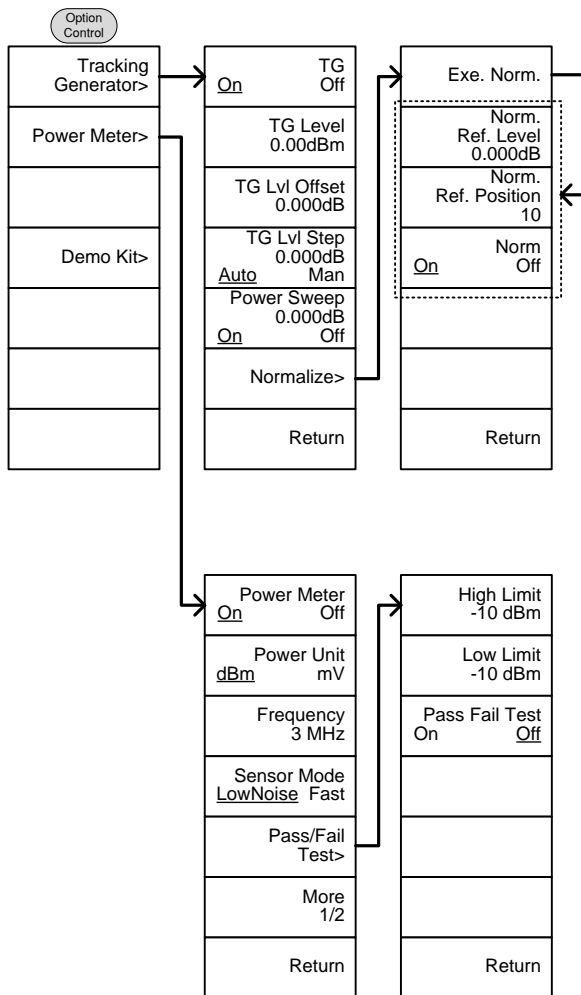 Option
Control
Tracking
Generator>
Power Meter>
Demo Kit>
TG
On Off
TG Level
0.00dBm
TG Lvl Offset
0.000dB
TG Lvl Step
0.000dB
Auto Man
Power Sweep
0.000dB
On Off
Normalize>
Return
Exe. Norm.
Norm.
Ref. Level
0.000dB
Norm.
Ref. Position
10
Norm
On Off
Return
Power Meter
On Off
Power Unit
dBm mV
Frequency
3 MHz
Sensor Mode
LowNoise Fast
Pass/Fail
Test>
More
1/2
Return
High Limit
-10 dBm
Low Limit
-10 dBm
Pass Fail Test
On Off
Return